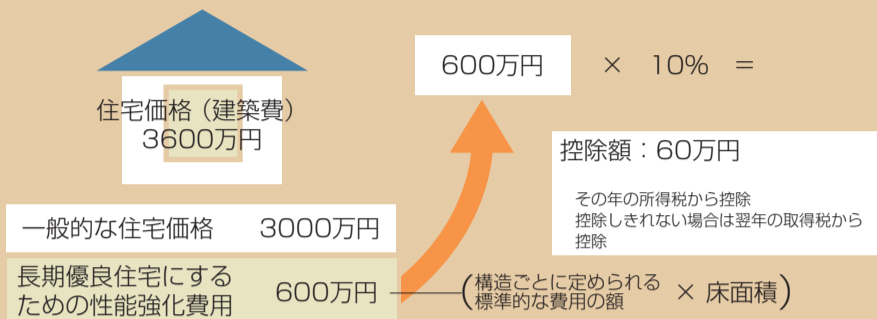 住宅価格（建築費）
3600万円
600万円 × 10% =
控除額：60万円
その年の所得税から控除
控除しきれない場合は翌年の取得税から
控除
一般的な住宅価格 3000万円
長期優良住宅にする
ための性能強化費用 600万円
(構造ごとに定められる
標準的な費用の額 × 床面積)